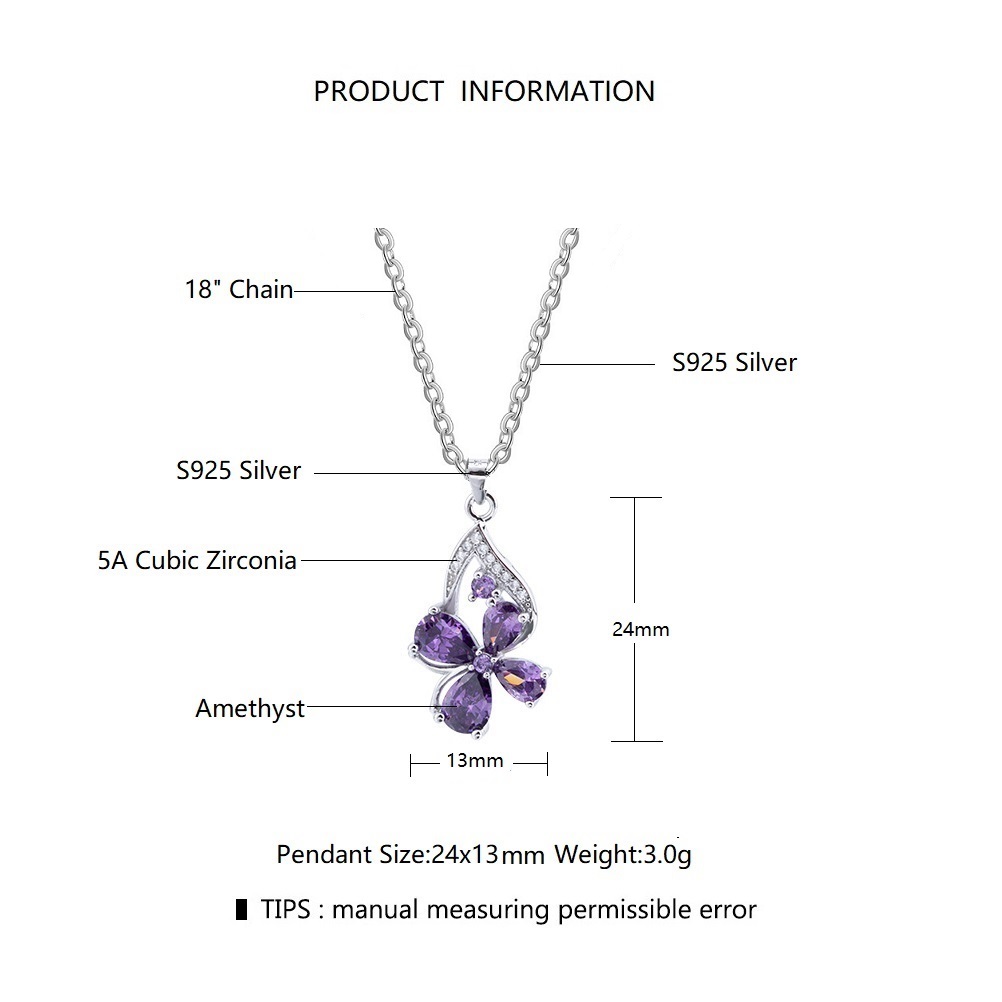 PRODUCT INFORMATION
18" Chain
S925 Silver
S925 Silver
5A Cubic Zirconia
24mm
Amethyst
13mm
Pendant Size:24x13mm Weight:3.0g
TIPS : manual measuring permissible error